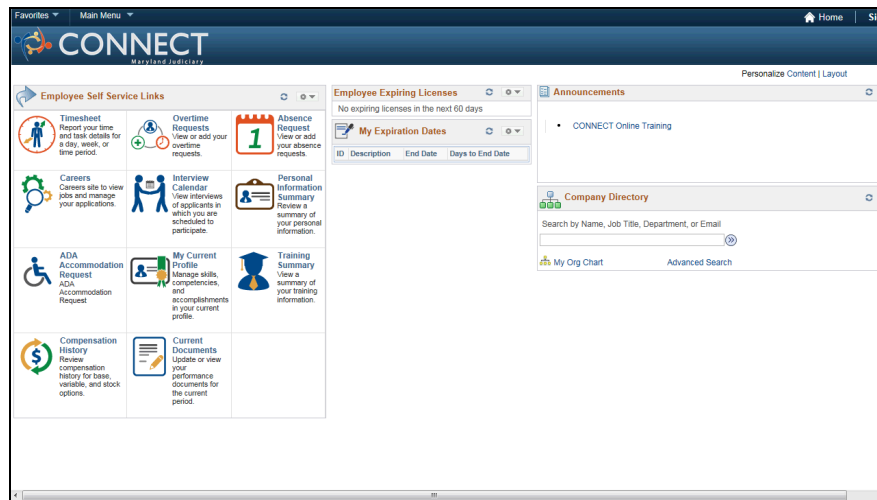 Favorites Main Menu
Home
Si
CONNECT
Maryland Judiciary
Personalize Content | Layout
Employee Self Service Links
Timesheet
Report your time
and task details for
a day, week, or
time period.
Overtime
Requests
View or add your
overtime
requests.
1
Absence
Request
View or add
your absence
requests.
Careers
Careers site to view
jobs and manage
your applications.
Interview
Calendar
View interviews
of applicants in
which you are
scheduled to
participate.
Personal
Information
Summary
Review a
summary of
your personal
information.
ADA
Accommodation
Request
ADA
Accommodation
Request
My Current
Profile
Manage skills,
competencies,
and
accomplishments
in your current
profile.
Training
Summary
View a
summary of
your training
information.
$
Compensation
History
Review
compensation
history for base,
variable, and stock
options.
Current
Documents
Update or view
your
performance
documents for
the current
period.
Employee Expiring Licenses
No expiring licenses in the next 60 days
My Expiration Dates
ID Description End Date Days to End Date
Announcements
• CONNECT Online Training
Company Directory
Search by Name, Job Title, Department, or Email
My Org Chart Advanced Search